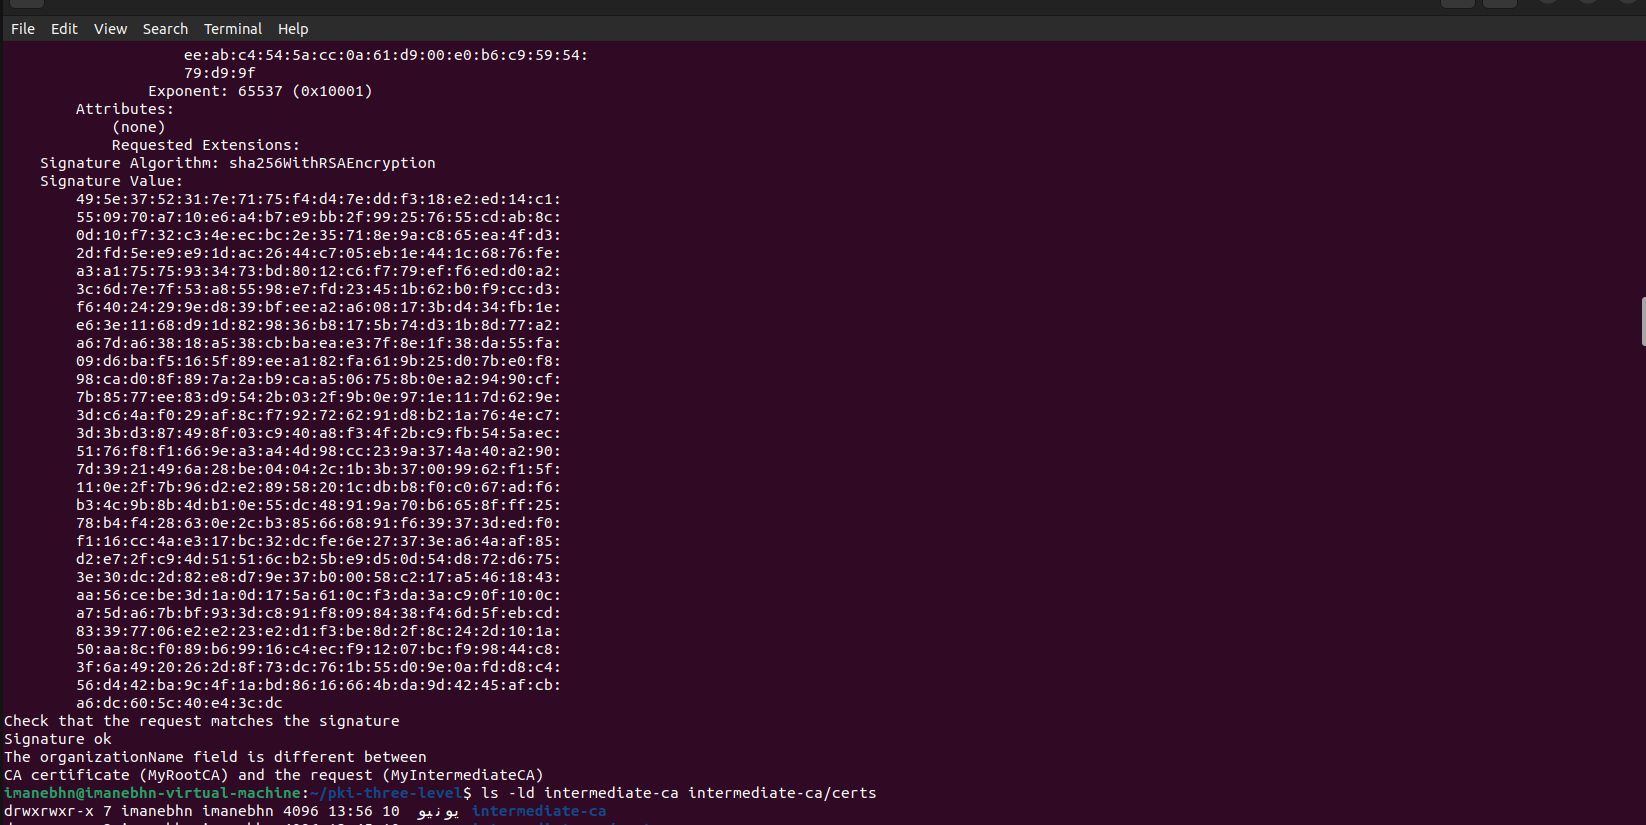 File Edit View Search Terminal Help
ee:ab:c4:54:5a:cc:0a:61:d9:00:e0:b6:c9:59:54:
79:d9:9f
Exponent: 65537 (0x10001)
Attributes:
(none)
Requested Extensions:
Signature Algorithm: sha256WithRSAEncryption
Signature Value:
49:5e:37:52:31:7e:71:75:f4:d4:7e:dd:f3:18:e2:ed:14:c1:
55:09:70:a7:10:e6:a4:b7:e9:bb:2f:99:25:76:55:cd:ab:8c:
0d:10:f7:32:c3:4e:ec:bc:2e:35:71:8e:9a:c8:65:ea:4f:d3:
2d:fd:5e:e9:e9:1d:ac:26:44:c7:05:eb:1e:44:1c:68:76:fe:
a3:a1:75:75:93:34:73:bd:80:12:c6:f7:79:ef:f6:ed:d0:a2:
3c:6d:7e:7f:53:a8:55:98:e7:fd:23:45:1b:62:b0:f9:cc:d3:
f6:40:24:29:9e:d8:39:bf:ee:a2:a6:08:17:3b:d4:34:fb:1e:
e6:3e:11:68:d9:1d:82:98:36:b8:17:5b:74:d3:1b:8d:77:a2:
a6:7d:a6:38:18:a5:38:cb:ba:ea:e3:7f:8e:1f:38:da:55:fa:
09:d6:ba:f5:16:5f:89:ee:a1:82:fa:61:9b:25:d0:7b:e0:f8:
98:ca:d0:8f:89:7a:2a:b9:ca:a5:06:75:8b:0e:a2:94:90:cf:
7b:85:77:ee:83:d9:54:2b:03:2f:9b:0e:97:1e:11:7d:62:9e:
3d:c6:4a:f0:29:af:8c:f7:92:72:62:91:d8:b2:1a:76:4e:c7:
3d:3b:d3:87:49:8f:03:c9:40:a8:f3:4f:2b:c9:fb:54:5a:ec:
51:76:f8:f1:66:9e:a3:a4:4d:98:cc:23:9a:37:4a:40:a2:90:
7d:39:21:49:6a:28:be:04:04:2c:1b:3b:37:00:99:62:f1:5f:
11:0e:2f:7b:96:d2:e2:89:58:20:1c:db:b8:f0:c0:67:ad:f6:
b3:4c:9b:8b:4d:b1:0e:55:dc:48:91:9a:70:b6:65:8f:ff:25:
78:b4:f4:28:63:0e:2c:b3:85:66:68:91:f6:39:37:3d:ed:f0:
f1:16:cc:4a:e3:17:bc:32:dc:fe:6e:27:37:3e:a6:4a:af:85:
d2:e7:2f:c9:4d:51:51:6c:b2:5b:e9:d5:0d:54:d8:72:d6:75:
3e:30:dc:2d:82:e8:d7:9e:37:b0:00:58:c2:17:a5:46:18:43:
aa:56:ce:be:3d:1a:0d:17:5a:61:0c:f3:da:3a:c9:0f:10:0c:
a7:5d:a6:7b:bf:93:3d:c8:91:f8:09:84:38:f4:6d:5f:eb:cd:
83:39:77:06:e2:e2:23:e2:d1:f3:be:8d:2f:8c:24:2d:10:1a:
50:aa:8c:f0:89:b6:99:16:c4:ec:f9:12:07:bc:f9:98:44:c8:
3f:6a:49:20:26:2d:8f:73:dc:76:1b:55:d0:9e:0a:fd:d8:c4:
56:d4:42:ba:9c:4f:1a:bd:86:16:66:4b:da:9d:42:45:af:cb:
a6:dc:60:5c:40:e4:3c:dc
Check that the request matches the signature
Signature ok
The organizationName field is different between
CA certificate (MyRootCA) and the request (MyIntermediateCA)
imanebhn@imanebhn-virtual-machine:~/pki-three-level$ ls -ld intermediate-ca intermediate-ca/certs
drwxrwxr-x 7 imanebhn imanebhn 4096 13:56 10 يونيو intermediate-ca